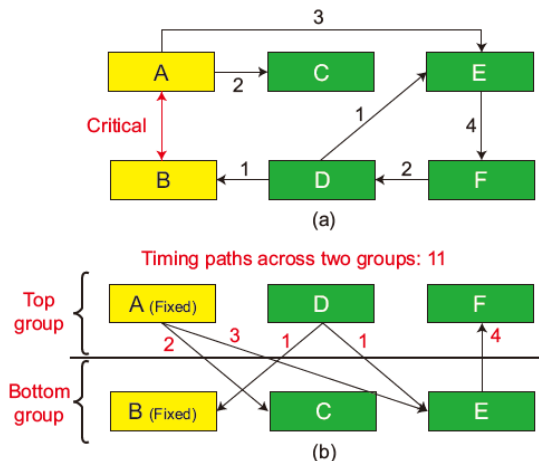 3
A
C
E
2
Critical
1
4
B
1
D
2
F
(a)
Timing paths across two groups: 11
Top
group
A (Fixed)
D
F
2
3
1
1
4
Bottom
group
B (Fixed)
C
E
(b)